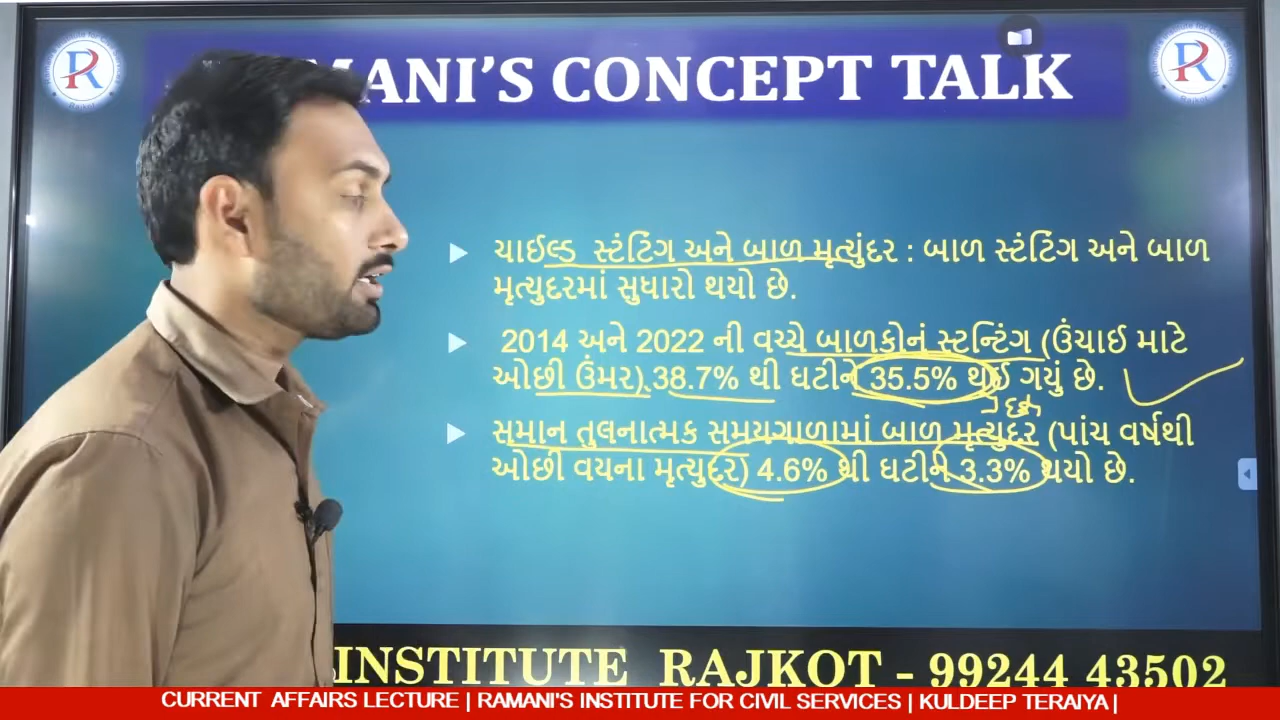 MANI’S CONCEPT TALK
ચાઈલ્ડ સ્ટંટિંગ અને બાળ મૃત્યુંદર : બાળ સ્ટંટિંગ અને બાળ
મૃત્યુદરમાં સુધારો થયો છે.
2014 અને 2022 ની વચ્ચે બાળકોનું સ્ટન્ટિંગ (ઉંચાઈ માટે
ઓછી ઉંમર) 38.7% થી ઘટીને 35.5% થઈ ગયું છે.
સમાન તુલનાત્મક સમયગાળામાં બાળ મૃત્યુદર (પાંચ વર્ષથી
ઓછી વયના મૃત્યુદર) 4.6% થી ઘટીને 3.3% થયો છે.
INSTITUTE RAJKOT - 99244 43502
CURRENT AFFAIRS LECTURE | RAMANI'S INSTITUTE FOR CIVIL SERVICES | KULDEEP TERAIYA |